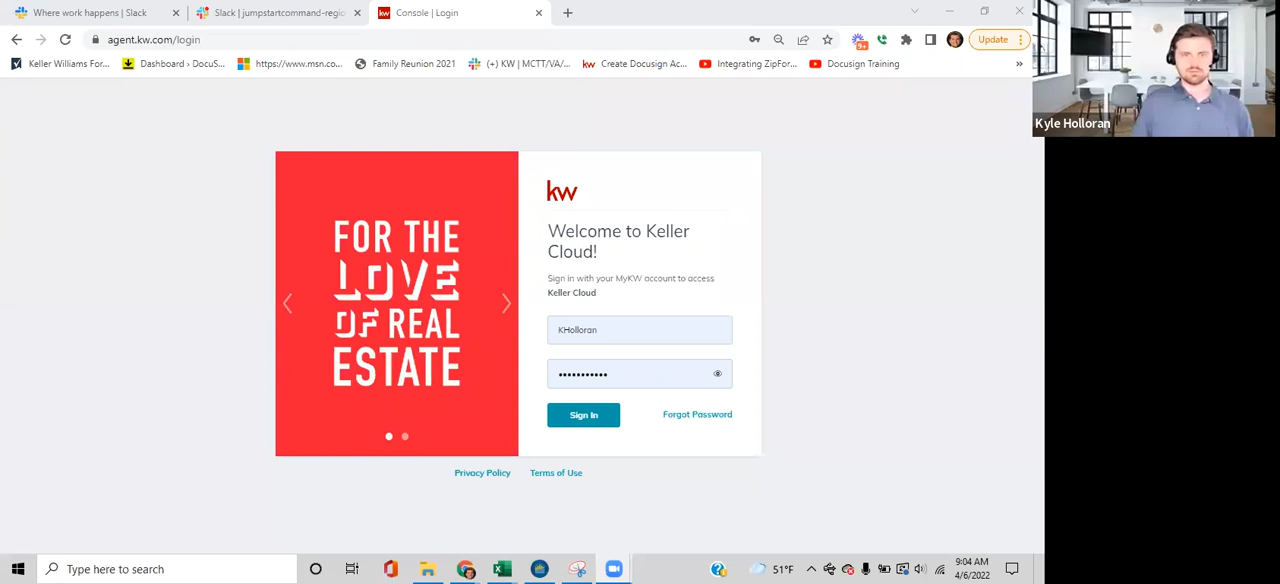 Where work happens | Slack
Slack | jumpstartcommand-regio
Console | Login
agent.kw.com/login
9+
Update
Keller Williams For...
Dashboard › DocuS...
https://www.msn.co...
Family Reunion 2021
(+) KW | MCTT/VA/...
kw Create Docusign Ac...
Integrating ZipFor...
Docusign Training
»
Kyle Holloran
FOR THE
LOVE
OF REAL
ESTATE
kw
Welcome to Keller
Cloud!
Sign in with your MyKW account to access
Keller Cloud
KHolloran
Sign In
Forgot Password
Privacy Policy
Terms of Use
Type here to search
51°F
9:04 AM
4/6/2022